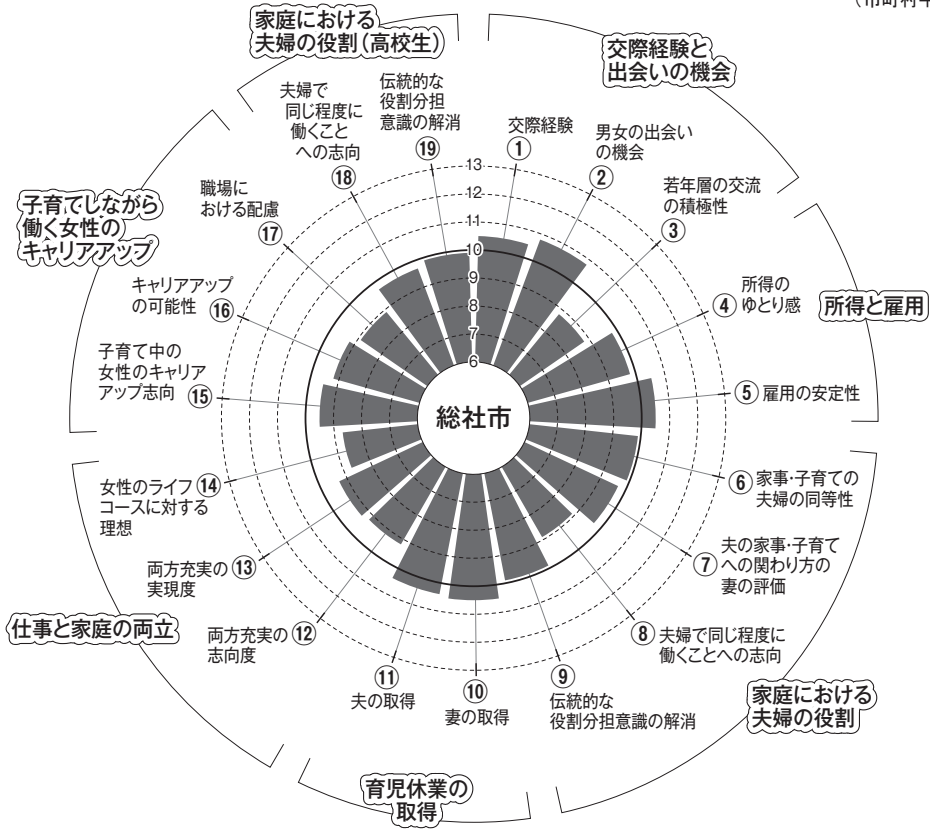 (市町村平
家庭における
夫婦の役割(高校生)
交際経験と
出会いの機会
所得と雇用
家庭における
夫婦の役割
育児休業の
取得
仕事と家庭の両立
子育てしながら
働く女性の
キャリアアップ
交際経験
①
男女の出会い
の機会
②
若年層の交流
の積極性
③
④ 所得の
ゆとり感
⑤ 雇用の安定性
⑥ 家事・子育ての
夫婦の同等性
⑦ 夫の家事・子育て
への関わり方の
妻の評価
⑧ 夫婦で同じ程度に
働くことへの志向
⑨
伝統的な
役割分担意識の解消
⑩
妻の取得
⑪
夫の取得
両方充実の ⑫
志向度
両方充実の ⑬
実現度
女性のライフ ⑭
コースに対する
理想
子育て中の
女性のキャリア
アップ志向 ⑮
キャリアアップ
の可能性 ⑯
職場に
おける配慮
⑰
夫婦で
同じ程度に
働くこと
への志向
⑱
伝統的な
役割分担
意識の解消
⑲
13
12
11
10
9
8
7
6
総社市